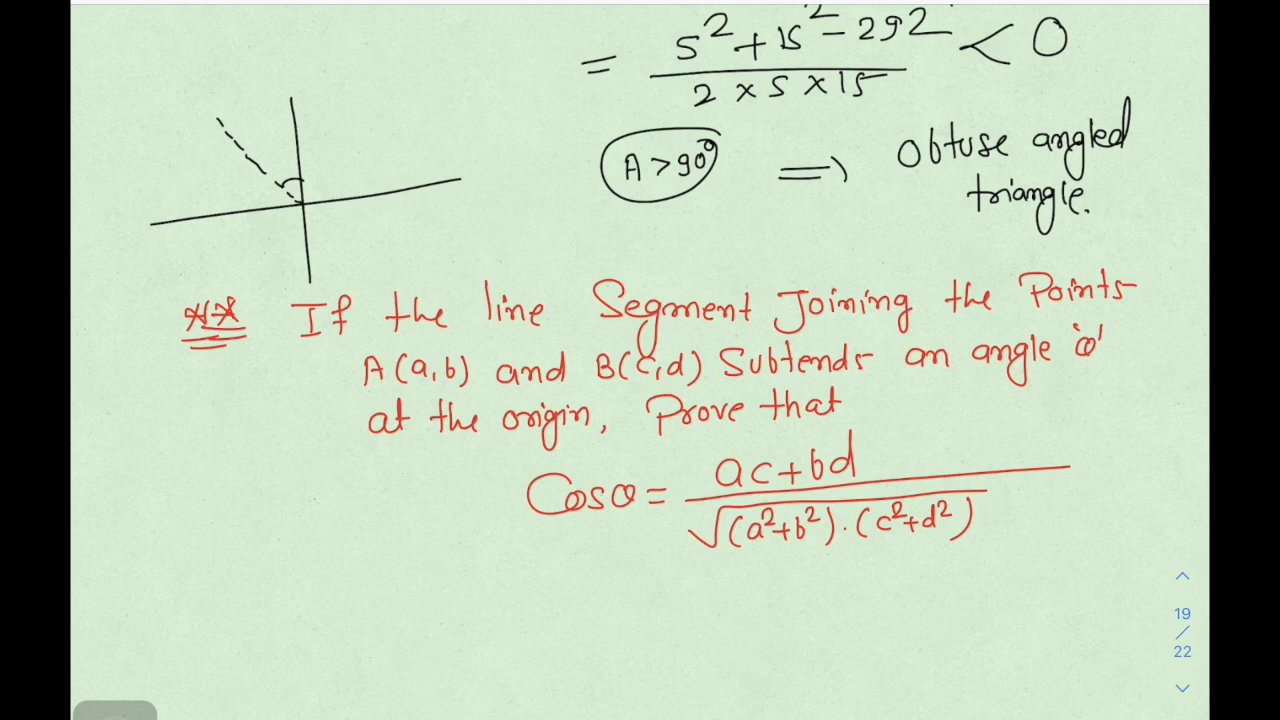 = 5² + 15² - 292 / 2 × 5 × 15 < 0
A > 90° ⇒ Obtuse angled
triangle.
** If the line Segment Joining the Points
A(a,b) and B(c,d) Subtends an angle 'θ'
at the origin, Prove that
Cosθ = ac+bd / √(a²+b²).(c²+d²)
19
/
22